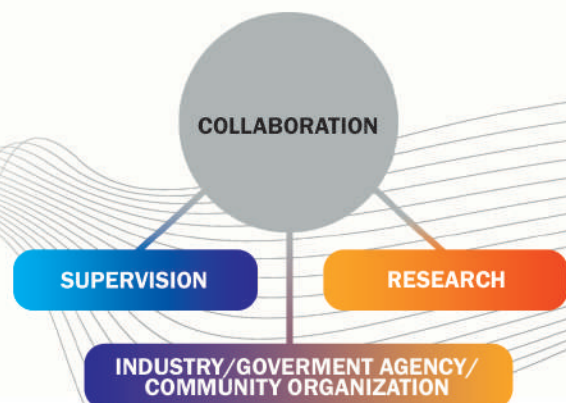 COLLABORATION
SUPERVISION
RESEARCH
INDUSTRY/GOVERMENT AGENCY/
COMMUNITY ORGANIZATION